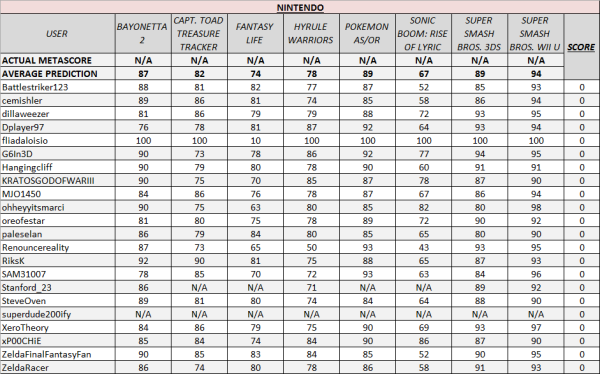 NINTENDO
USER BAYONETTA 2 CAPT. TOAD TREASURE TRACKER FANTASY LIFE HYRULE WARRIORS POKEMON AS/OR SONIC BOOM: RISE OF LYRIC SUPER SMASH BROS. 3DS SUPER SMASH BROS. WII U SCORE
ACTUAL METASCORE N/A N/A N/A N/A N/A N/A N/A N/A
AVERAGE PREDICTION 87 82 74 78 89 67 89 94
Battlestriker123 88 81 82 77 87 52 85 93 0
cemishler 89 86 81 74 85 58 86 94 0
dillaweezer 81 86 79 79 88 72 93 95 0
Dplayer97 76 78 81 87 92 64 93 94 0
fliadaloisio 100 100 10 100 100 100 100 100 0
G6In3D 90 73 78 86 92 77 94 95 0
Hangingcliff 90 79 80 78 90 60 91 91 0
KRATOSGODOFWARIII 90 75 70 85 87 78 87 90 0
MJO1450 84 86 76 78 87 67 86 94 0
ohheyyitsmarci 90 75 63 80 85 82 80 98 0
oreofestar 81 80 75 78 89 72 90 92 0
paleselan 86 79 84 80 85 65 80 90 0
Renouncereality 87 73 65 50 93 43 93 95 0
RiksK 92 90 81 75 88 65 87 93 0
SAM31007 78 85 70 72 93 63 84 96 0
Stanford_23 86 N/A N/A 71 N/A N/A 89 92 0
SteveOven 89 81 80 74 84 56 88 90 0
superdude200ify N/A N/A N/A N/A N/A N/A N/A N/A 0
XeroTheory 84 86 79 75 90 69 93 97 0
xP00CHiE 85 84 74 84 90 86 87 90 0
ZeldaFinalFantasyFan 90 85 83 84 85 52 90 95 0
ZeldaRacer 86 74 80 78 86 58 91 93 0